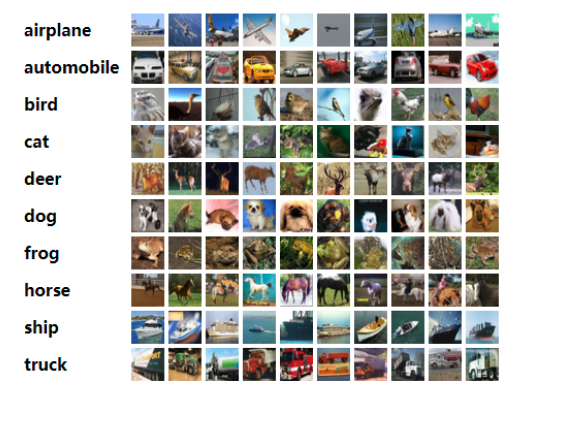 airplane
automobile
bird
cat
deer
dog
frog
horse
ship
truck